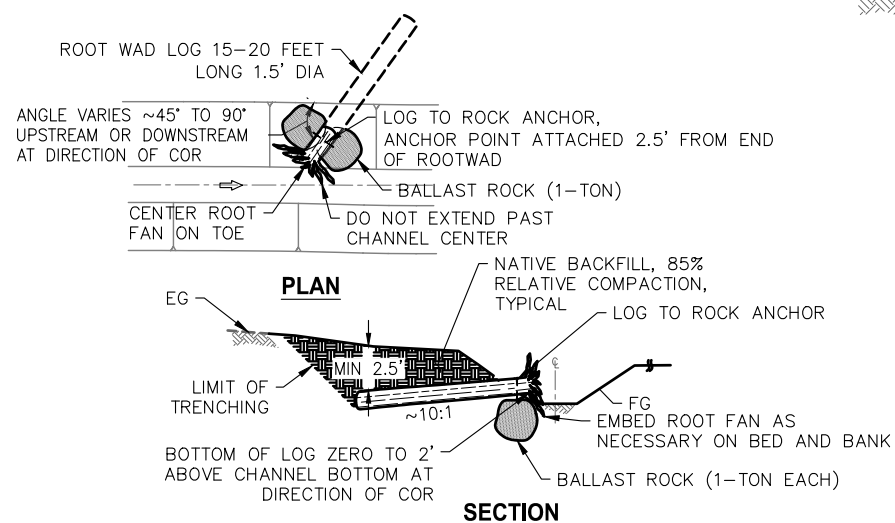 ROOT WAD LOG 15-20 FEET
LONG 1.5' DIA
ANGLE VARIES ~45° TO 90°
UPSTREAM OR DOWNSTREAM
AT DIRECTION OF COR
LOG TO ROCK ANCHOR,
ANCHOR POINT ATTACHED 2.5' FROM END
OF ROOTWAD
BALLAST ROCK (1-TON)
CENTER ROOT
FAN ON TOE
DO NOT EXTEND PAST
CHANNEL CENTER
PLAN
NATIVE BACKFILL, 85%
RELATIVE COMPACTION,
TYPICAL
EG
LOG TO ROCK ANCHOR
MIN 2.5'
℄
LIMIT OF
TRENCHING
~10:1
FG
EMBED ROOT FAN AS
NECESSARY ON BED AND BANK
BOTTOM OF LOG ZERO TO 2'
ABOVE CHANNEL BOTTOM AT
DIRECTION OF COR
BALLAST ROCK (1-TON EACH)
SECTION